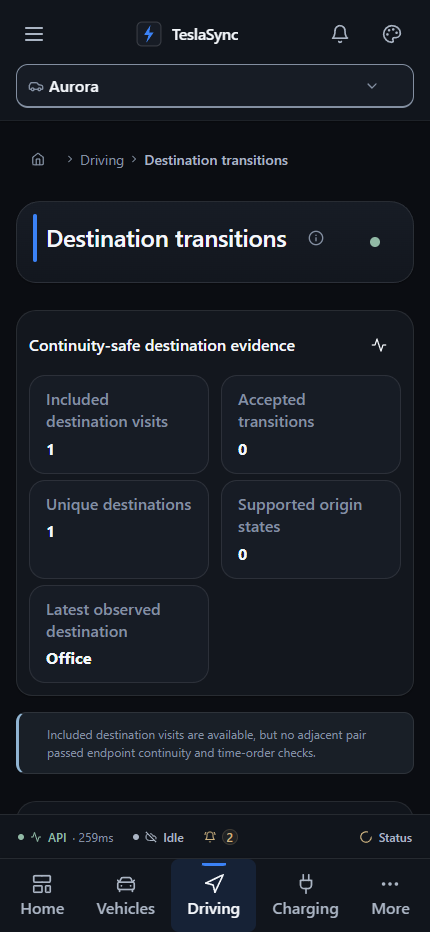 TeslaSync
Aurora
Driving
Destination transitions
Destination transitions
Continuity-safe destination evidence
Included
destination visits
1
Accepted
transitions
0
Unique destinations
1
Supported origin
states
0
Latest observed
destination
Office
Included destination visits are available, but no adjacent pair
passed endpoint continuity and time-order checks.
API · 259ms
Idle
2
Status
Home
Vehicles
Driving
Charging
More